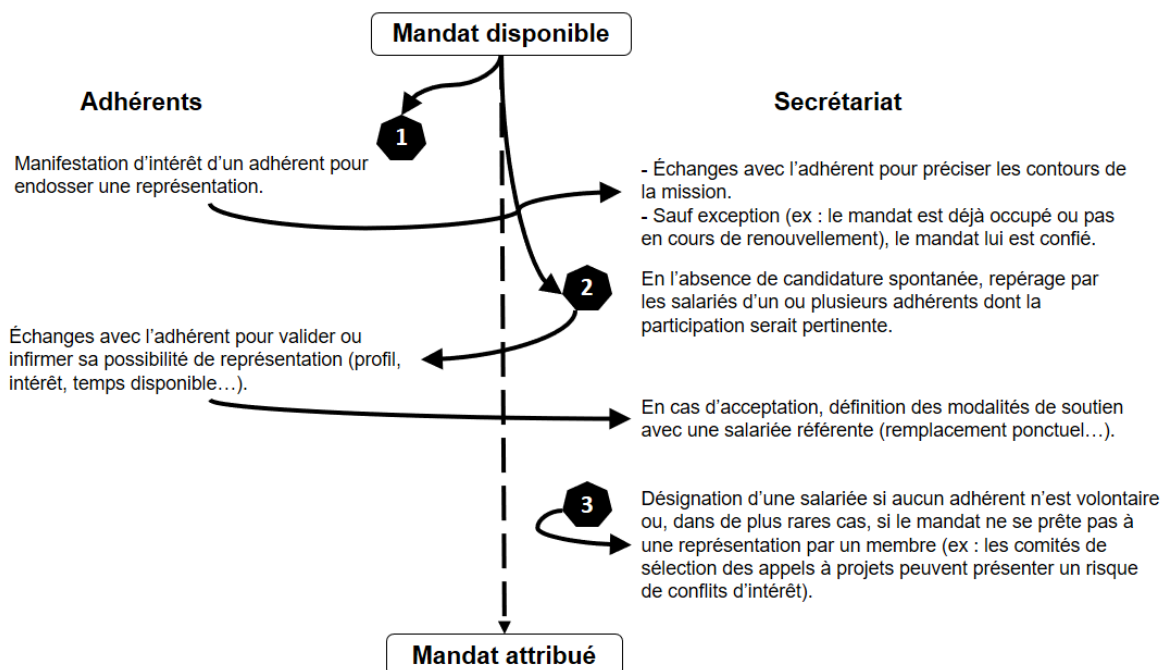 Mandat disponible
Adhérents
Secrétariat
1
Manifestation d’intérêt d’un adhérent pour
endosser une représentation.
- Échanges avec l’adhérent pour préciser les contours de
la mission.
- Sauf exception (ex : le mandat est déjà occupé ou pas
en cours de renouvellement), le mandat lui est confié.
2
En l’absence de candidature spontanée, repérage par
les salariés d’un ou plusieurs adhérents dont la
participation serait pertinente.
Échanges avec l’adhérent pour valider ou
infirmer sa possibilité de représentation (profil,
intérêt, temps disponible…).
En cas d’acceptation, définition des modalités de soutien
avec une salariée référente (remplacement ponctuel…).
3
Désignation d’une salariée si aucun adhérent n’est volontaire
ou, dans de plus rares cas, si le mandat ne se prête pas à
une représentation par un membre (ex : les comités de
sélection des appels à projets peuvent présenter un risque
de conflits d’intérêt).
Mandat attribué